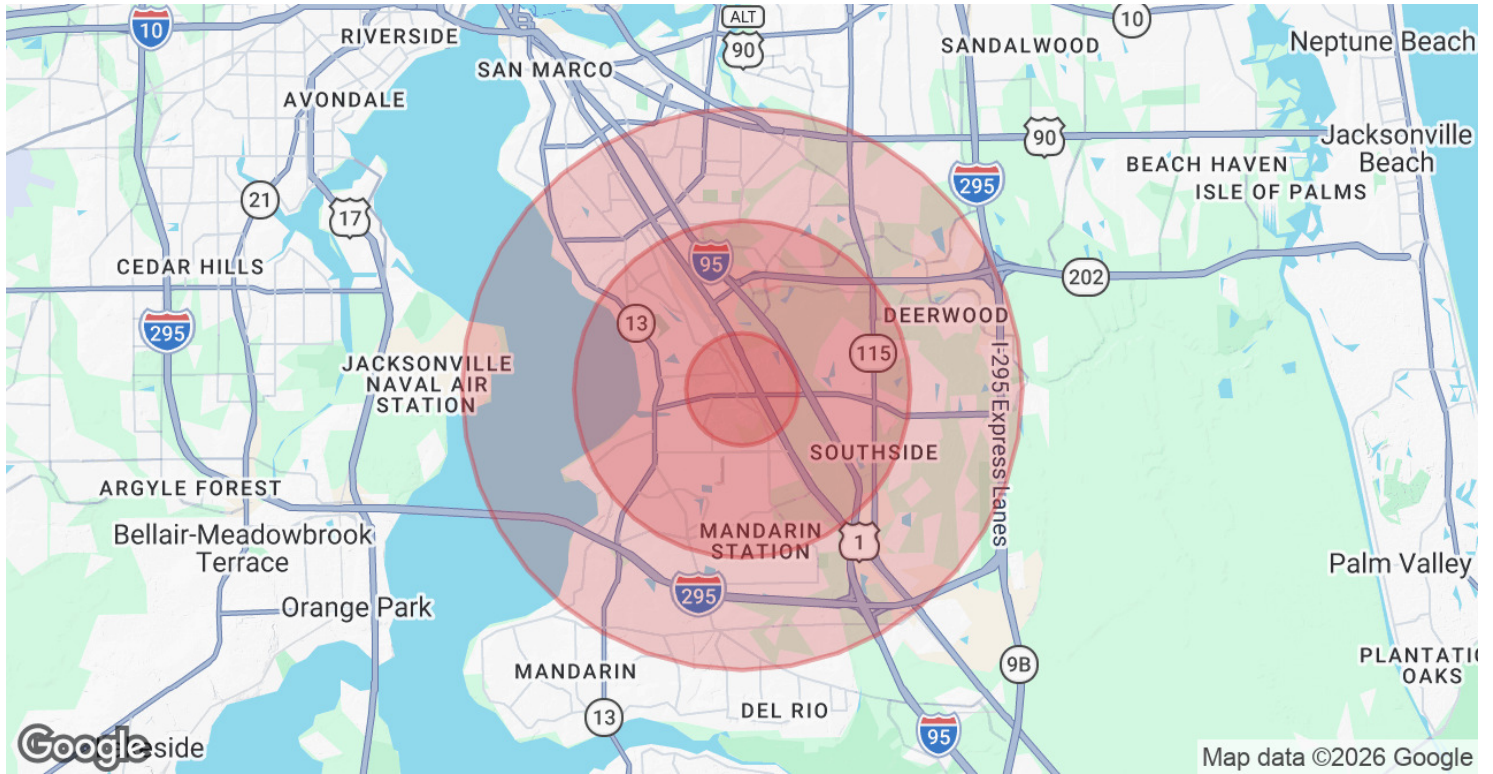 ALT
10
10
RIVERSIDE
90
SANDALWOOD
Neptune Beach
SAN MARCO
AVONDALE
90
Jacksonville
Beach
BEACH HAVEN
295
ISLE OF PALMS
21
17
CEDAR HILLS
95
202
295
13
DEERWOOD
115
JACKSONVILLE
NAVAL AIR
STATION
I-295 Express Lanes
SOUTHSIDE
ARGYLE FOREST
Bellair-Meadowbrook
Terrace
MANDARIN
STATION
1
Palm Valley
295
Orange Park
MANDARIN
9B
PLANTATIO
OAKS
13
DEL RIO
95
Google
eside
Map data ©2026 Google